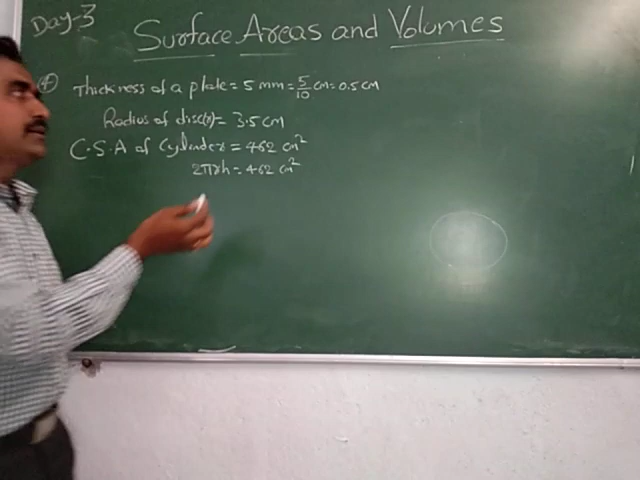 Day-3
Surface Areas and Volumes
④ Thickness of a plate = 5 mm = 5/10 cm = 0.5 cm
Radius of disc(r) = 3.5 cm
C.S.A of Cylinder = 462 cm²
2πrh = 462 cm²